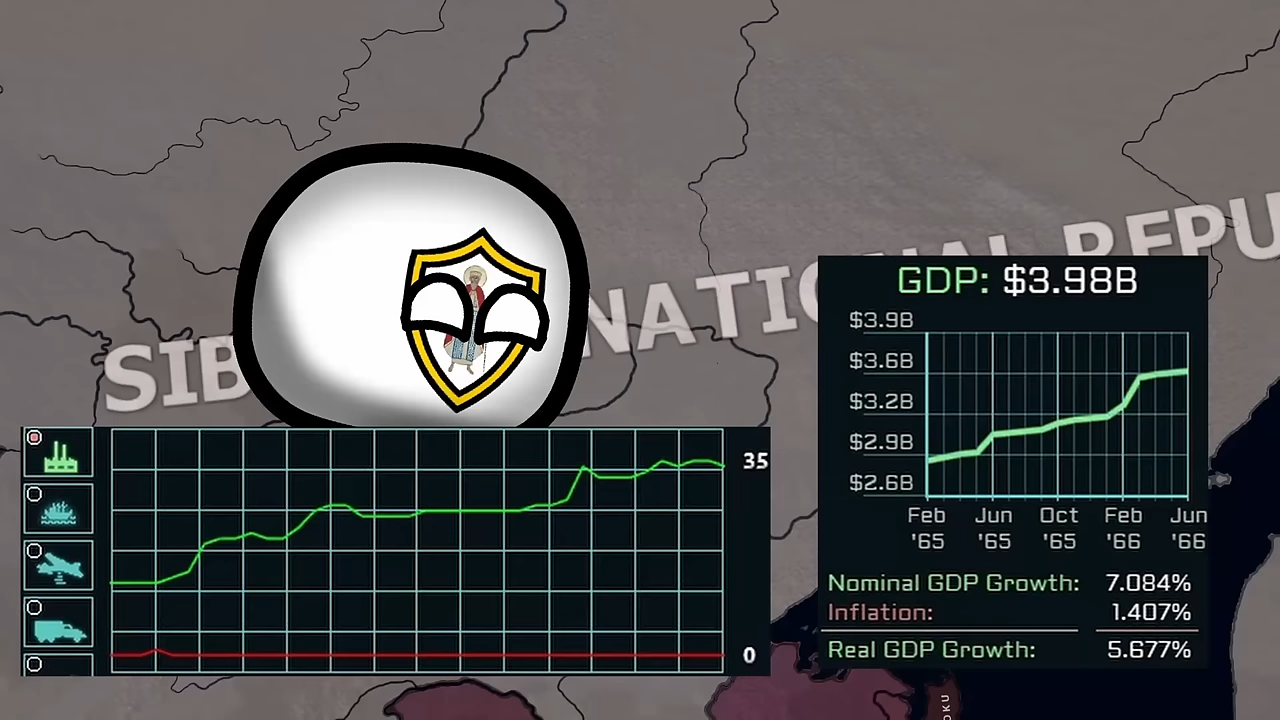 SIB
NATIONAL REPU
GDP: $3.98B
$3.9B
$3.6B
$3.2B
$2.9B
$2.6B
Feb Jun Oct Feb Jun
'65 '65 '65 '66 '66
Nominal GDP Growth: 7.084%
Inflation: 1.407%
Real GDP Growth: 5.677%
35
0
OKU